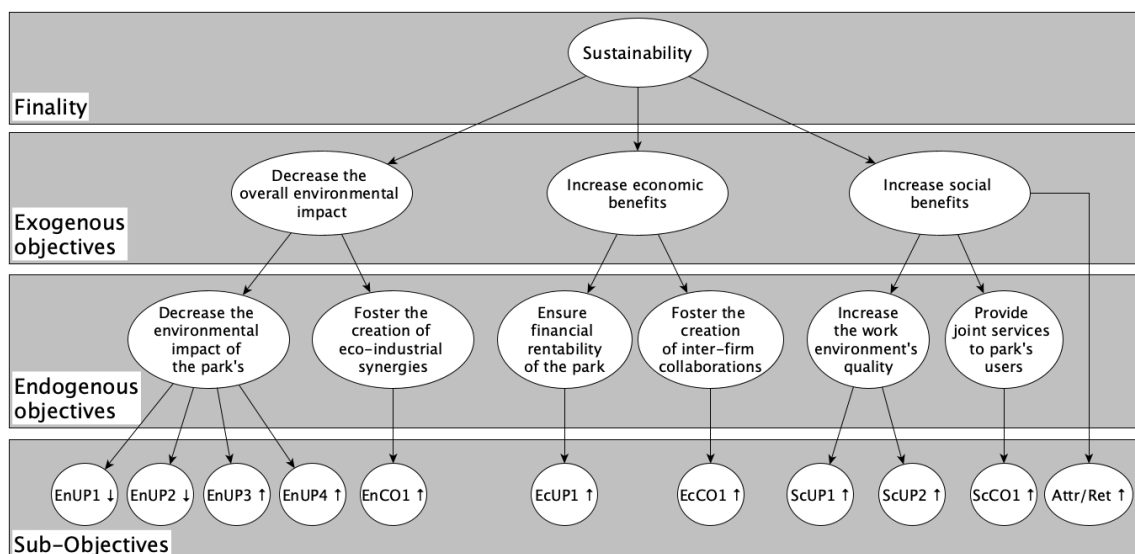 Sustainability
Finality
Decrease the
overall environmental
impact
Increase economic
benefits
Increase social
benefits
Exogenous
objectives
Decrease the
environmental
impact of
the park's
Foster the
creation of
eco-industrial
synergies
Ensure
financial
rentability
of the park
Foster the
creation
of inter-firm
collaborations
Increase
the work
environment's
quality
Provide
joint services
to park's
users
Endogenous
objectives
EnUP1 ↓
EnUP2 ↓
EnUP3 ↑
EnUP4 ↑
EnCO1 ↑
EcUP1 ↑
EcCO1 ↑
ScUP1 ↑
ScUP2 ↑
ScCO1 ↑
Attr/Ret ↑
Sub-Objectives